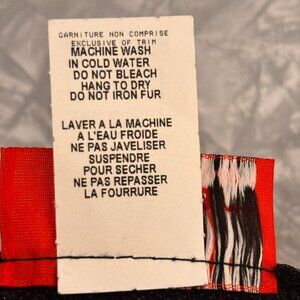 GARNITURE NON COMPRISE
EXCLUSIVE OF TRIM
MACHINE WASH
IN COLD WATER
DO NOT BLEACH
HANG TO DRY
DO NOT IRON FUR
LAVER A LA MACHINE
A L'EAU FROIDE
NE PAS JAVELISER
SUSPENDRE
POUR SECHER
NE PAS REPASSER
LA FOURRURE